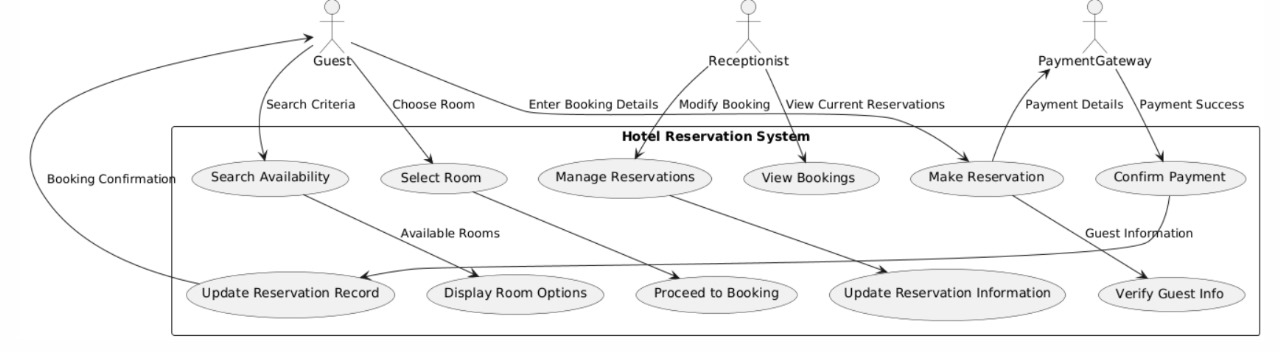 Guest
Receptionist
PaymentGateway
Search Criteria
Choose Room
Enter Booking Details
Modify Booking
View Current Reservations
Payment Details
Payment Success
Hotel Reservation System
Booking Confirmation
Search Availability
Select Room
Manage Reservations
View Bookings
Make Reservation
Confirm Payment
Available Rooms
Guest Information
Update Reservation Record
Display Room Options
Proceed to Booking
Update Reservation Information
Verify Guest Info